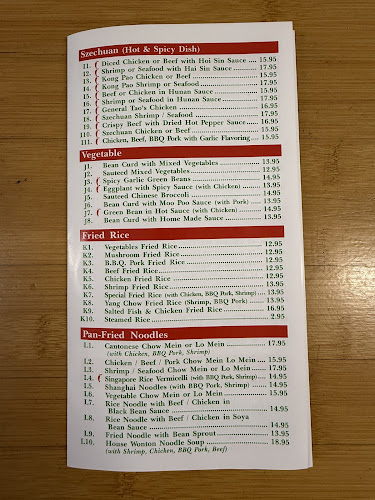 Szechuan (Hot & Spicy Dish)
I1. ( Diced Chicken or Beef with Hoi Sin Sauce .... 15.95
I2. ( Shrimp or Seafood with Hai Sin Sauce ........ 17.95
I3. ( Kong Pao Chicken or Beef ........ 15.95
I4. ( Kong Pao Shrimp or Seafood ........ 17.95
I5. ( Beef or Chicken in Hunan Sauce ........ 15.95
I6. ( Shrimp or Seafood in Hunan Sauce ........ 17.95
I7. ( General Tao's Chicken ........ 16.95
I8. ( Szechuan Shrimp / Seafood ........ 17.95
I9. ( Crispy Beef with Dried Hot Pepper Sauce.... 16.95
I10. ( Szechuan Chicken or Beef ........ 15.95
I11. ( Chicken, Beef, BBQ Pork with Garlic Flavoring .... 15.95
Vegetable
J1. Bean Curd with Mixed Vegetables ........ 13.95
J2. Sauteed Mixed Vegetables ........ 12.95
J3. ( Spicy Garlic Green Beans ........ 14.95
J4. ( Eggplant with Spicy Sauce (with Chicken) ........ 13.95
J5. Sauteed Chinese Broccoli ........ 14.95
J6. Bean Curd with Moo Poo Sauce (with Pork) .... 13.95
J7. ( Green Bean in Hot Sauce (with Chicken) ........ 14.95
J8. Bean Curd with Home Made Sauce ........ 13.95
Fried Rice
K1. Vegetables Fried Rice ........ 12.95
K2. Mushroom Fried Rice ........ 12.95
K3. B.B.Q. Pork Fried Rice ........ 12.95
K4. Beef Fried Rice ........ 12.95
K5. Chicken Fried Rice ........ 12.95
K6. Shrimp Fried Rice ........ 13.95
K7. Special Fried Rice (with Chicken, BBQ Pork, Shrimp) .... 13.95
K8. Yang Chow Fried Rice (Shrimp, BBQ Pork) .... 13.95
K9. Salted Fish & Chicken Fried Rice ........ 16.95
K10. Steamed Rice ........ 2.95
Pan-Fried Noodles
L1. Cantonese Chow Mein or Lo Mein ........ 17.95
(with Chicken, BBQ Pork, Shrimp)
L2. Chicken / Beef / Pork Chow Mein Lo Mein .... 15.95
L3. Shrimp / Seafood Chow Mein or Lo Mein .... 17.95
L4. ( Singapore Rice Vermicelli (with BBQ Pork, Shrimp) .... 14.95
L5. Shanghai Noodles (with BBQ Pork, Shrimp) .... 14.95
L6. Vegetable Chow Mein or Lo Mein ........ 15.95
L7. Rice Noodle with Beef / Chicken in
Black Bean Sauce ........ 14.95
L8. Rice Noodle with Beef / Chicken in Soya
Bean Sauce ........ 14.95
L9. Fried Noodle with Bean Sprout ........ 13.95
L10. House Wonton Noodle Soup ........ 18.95
(with Shrimp, Chicken, BBQ Pork, Beef)